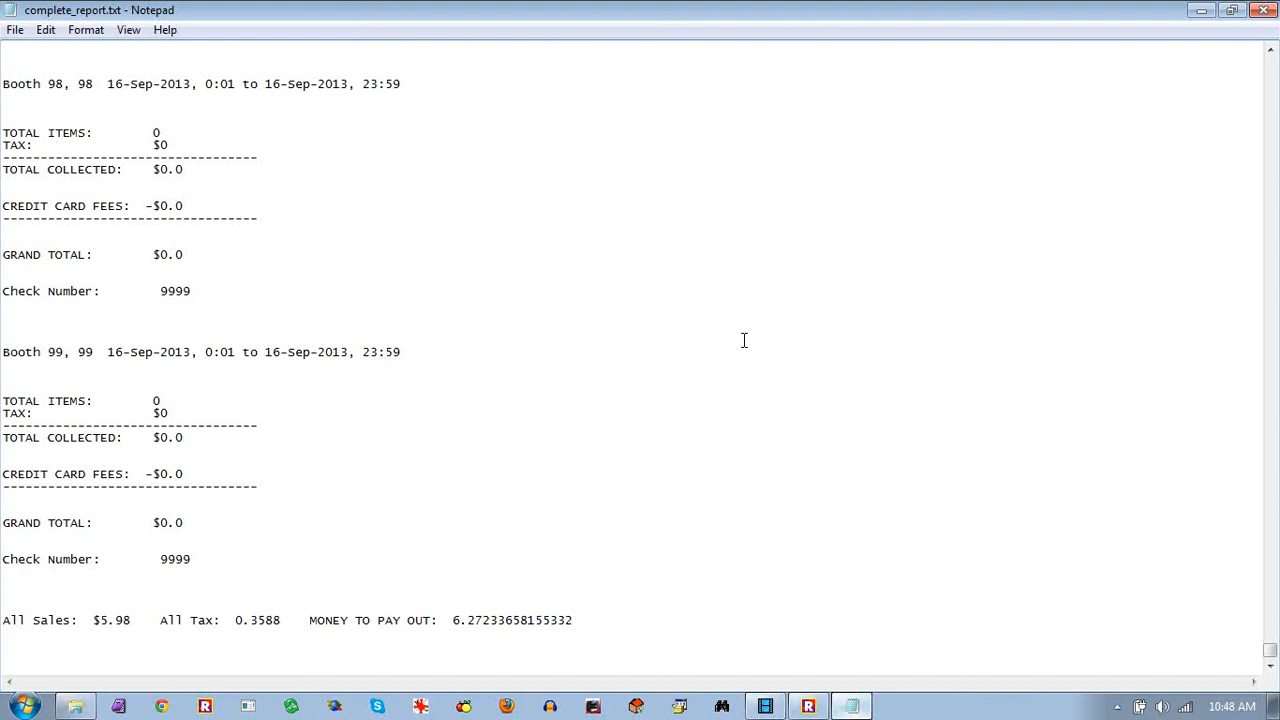 complete_report.txt - Notepad
File Edit Format View Help
Booth 98, 98 16-Sep-2013, 0:01 to 16-Sep-2013, 23:59
TOTAL ITEMS: 0
TAX: $0
----------------------------------
TOTAL COLLECTED: $0.0
CREDIT CARD FEES: -$0.0
----------------------------------
GRAND TOTAL: $0.0
Check Number: 9999
Booth 99, 99 16-Sep-2013, 0:01 to 16-Sep-2013, 23:59
TOTAL ITEMS: 0
TAX: $0
----------------------------------
TOTAL COLLECTED: $0.0
CREDIT CARD FEES: -$0.0
----------------------------------
GRAND TOTAL: $0.0
Check Number: 9999
All Sales: $5.98 All Tax: 0.3588 MONEY TO PAY OUT: 6.27233658155332
10:48 AM